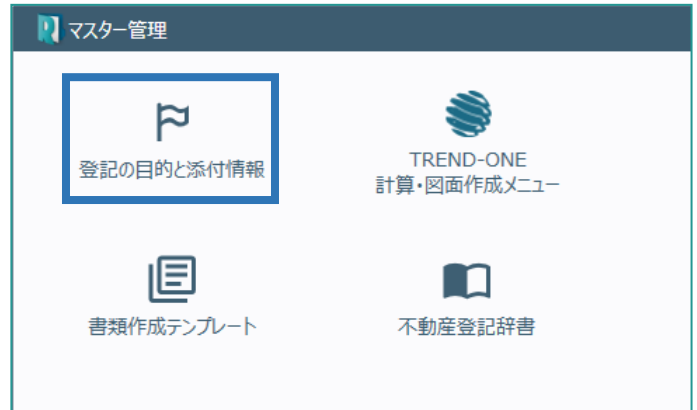 マスター管理
登記の目的と添付情報
TREND-ONE
計算・図面作成メニュー
書類作成テンプレート
不動産登記辞書